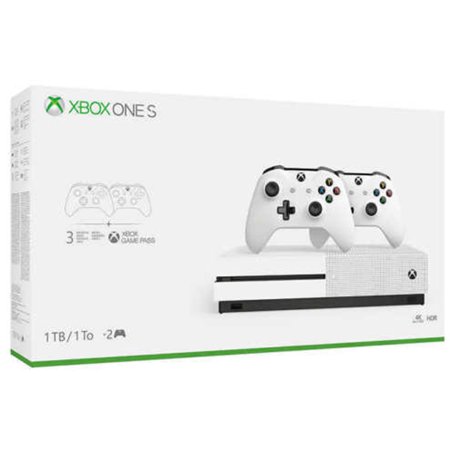 XBOX ONE S
3
XBOX
GAME PASS
1TB/1To -2
4K HDR